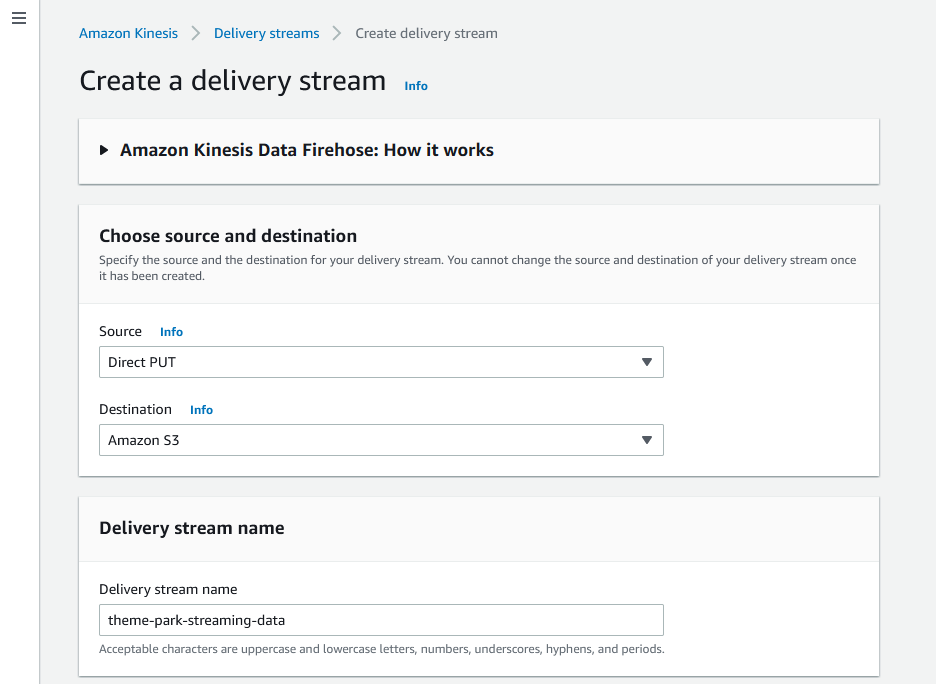 Amazon Kinesis > Delivery streams > Create delivery stream
Create a delivery stream Info
Amazon Kinesis Data Firehose: How it works
Choose source and destination
Specify the source and the destination for your delivery stream. You cannot change the source and destination of your delivery stream once
it has been created.
Source Info
Direct PUT
Destination Info
Amazon S3
Delivery stream name
Delivery stream name
theme-park-streaming-data
Acceptable characters are uppercase and lowercase letters, numbers, underscores, hyphens, and periods.